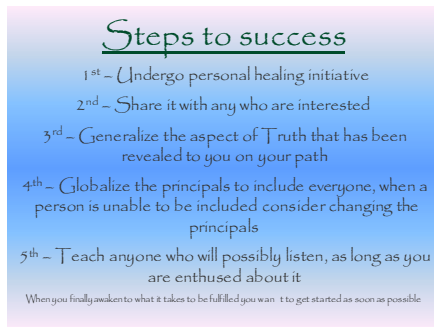 Steps to success
1st – Undergo personal healing initiative
2nd – Share it with any who are interested
3rd – Generalize the aspect of Truth that has been
revealed to you on your path
4th – Globalize the principals to include everyone, when a
person is unable to be included consider changing the
principals
5th – Teach anyone who will possibly listen, as long as you
are enthused about it
When you finally awaken to what it takes to be fulfilled you wan t to get started as soon as possible